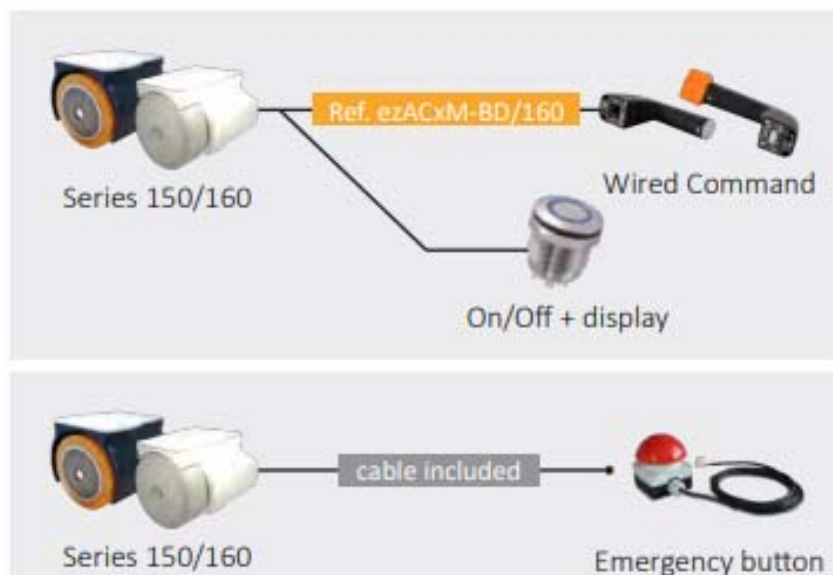 Ref. ezACxM-BD/160
Series 150/160
Wired Command
On/Off + display
cable included
Series 150/160
Emergency button